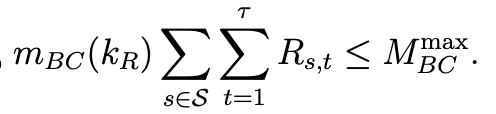 , m_{BC}(k_R) \sum_{s \in \mathcal{S}} \sum_{t=1}^{\tau} R_{s,t} \leq M_{BC}^{\max}.